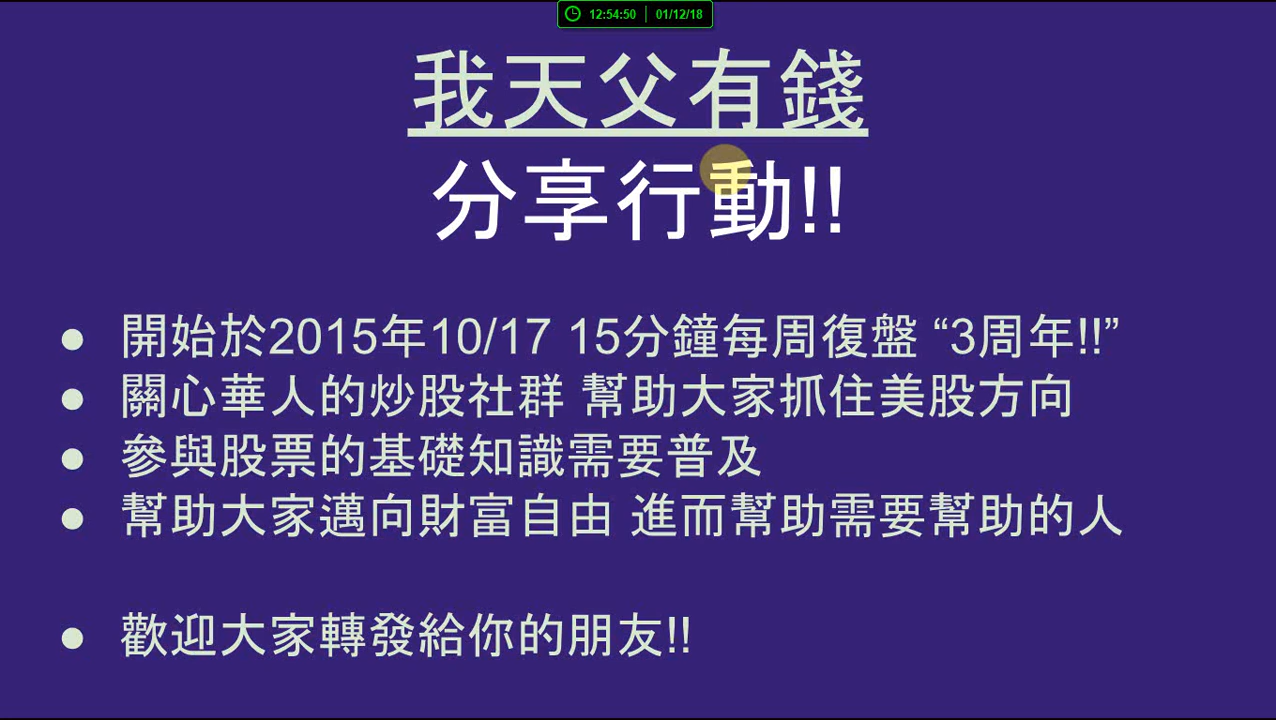 12:54:50 01/12/18
我天父有錢
分享行動!!
● 開始於2015年10/17 15分鐘每周復盤 “3周年!!”
● 關心華人的炒股社群 幫助大家抓住美股方向
● 參與股票的基礎知識需要普及
● 幫助大家邁向財富自由 進而幫助需要幫助的人
● 歡迎大家轉發給你的朋友!!